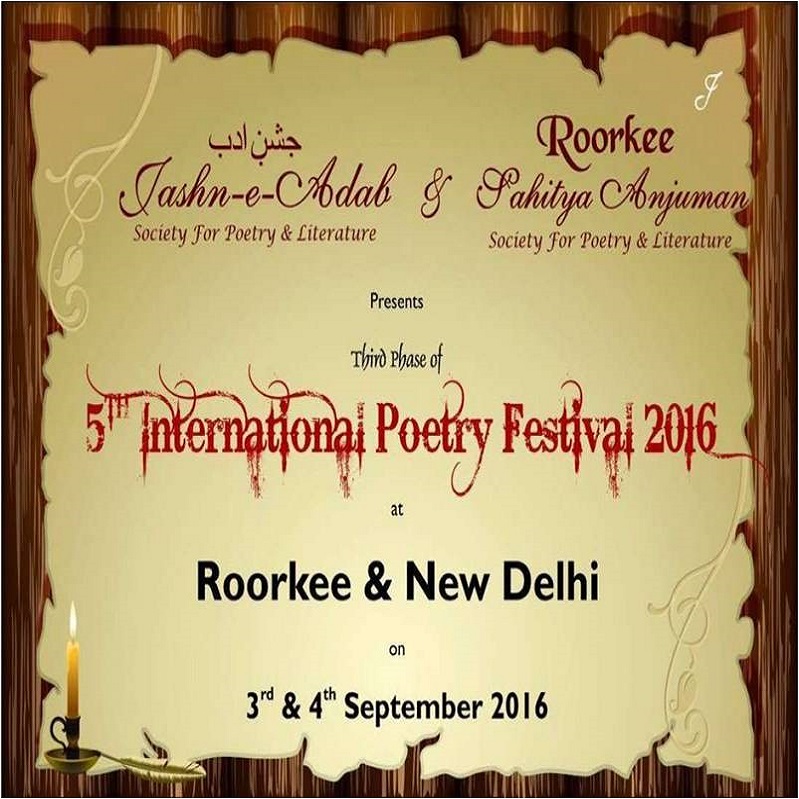 J
جشنِ ادب
Jashn-e-Adab & Roorkee Sahitya Anjuman
Society For Poetry & Literature
Society For Poetry & Literature
Presents
Third Phase of
5TH International Poetry Festival 2016
at
Roorkee & New Delhi
on
3rd & 4th September 2016